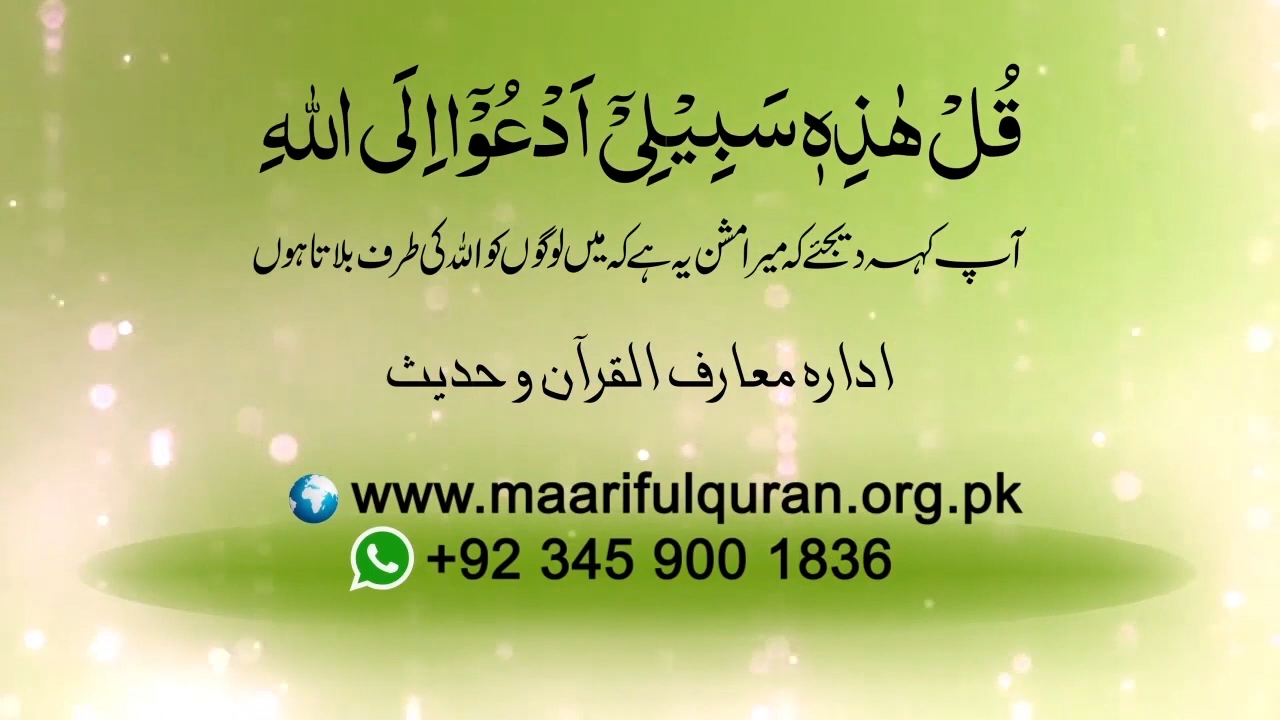 قُلْ هٰذِهٖ سَبِیْلِیْۤ اَدْعُوْۤا اِلَی اللهِ
آپ کہہ دیجئے کہ میرا مشن یہ ہے کہ میں لوگوں کو اللہ کی طرف بلاتا ہوں
ادارہ معارف القرآن و حدیث
www.maarifulquran.org.pk
+92 345 900 1836